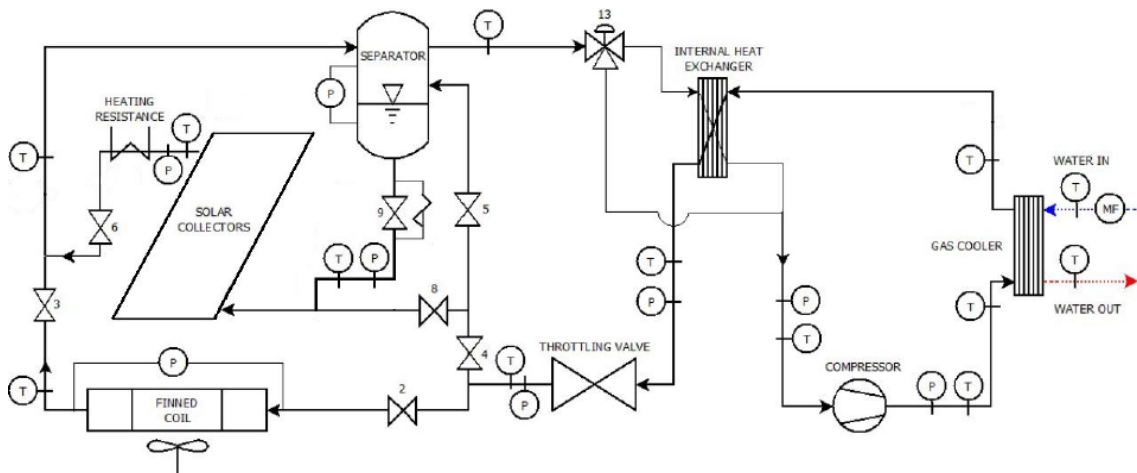 13
SEPARATOR
T
INTERNAL HEAT
EXCHANGER
P
HEATING
RESISTANCE
T
T
P
T
WATER IN
T
MF
SOLAR
COLLECTORS
6
9
5
GAS COOLER
T
P
T
T
3
8
P
T
WATER OUT
P
4
T
THROTTLING VALVE
T
COMPRESSOR
T
P
T
P
2
P
T
FINNED
COIL